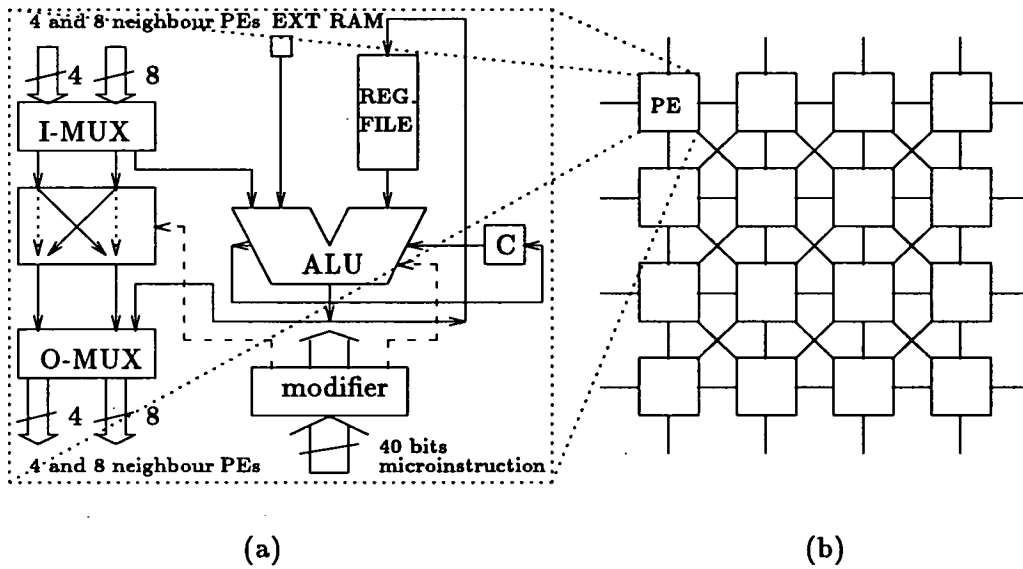 4 and 8 neighbour PEs EXT RAM
4 8
I-MUX
REG.
FILE
PE
C
ALU
O-MUX
modifier
4 8
40 bits
microinstruction
4 and 8 neighbour PEs
(a) (b)